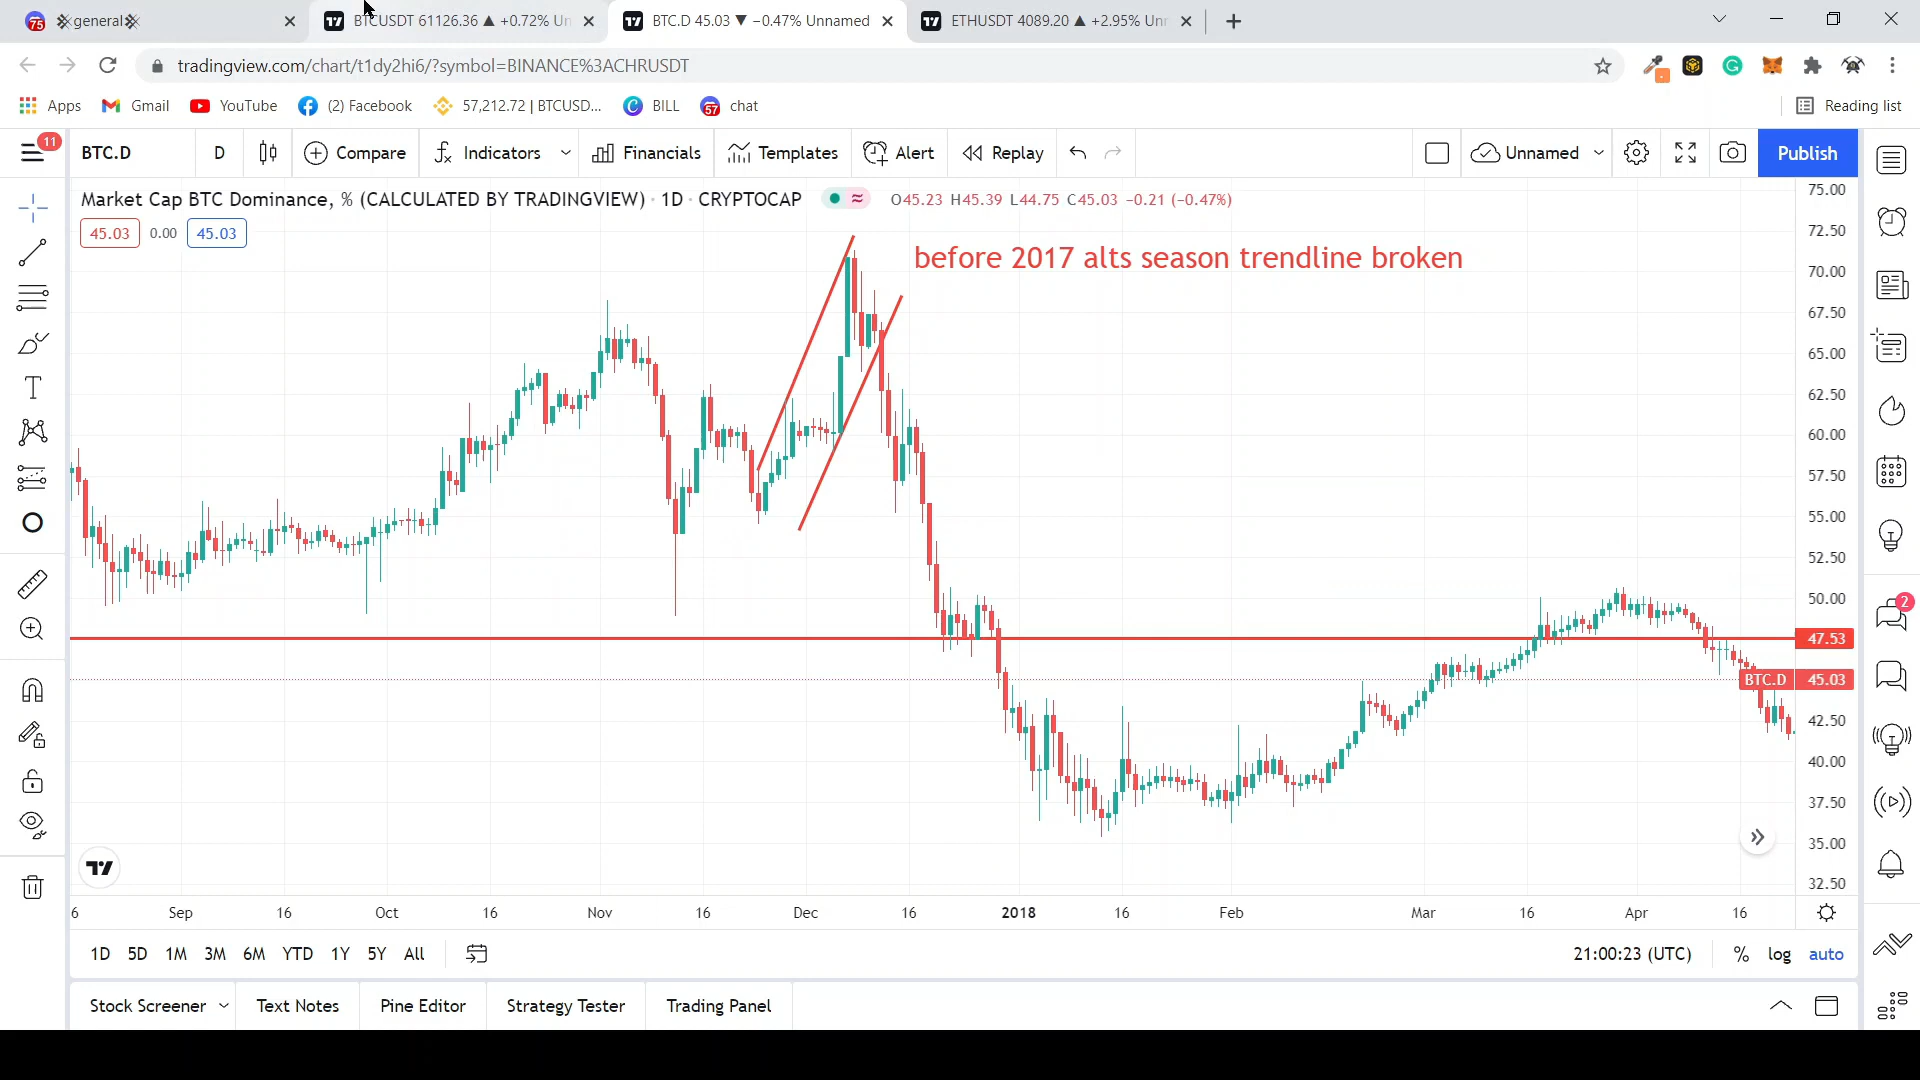 75 general
BTCUSDT 61126.36 ▲ +0.72% Un
BTC.D 45.03 ▼ −0.47% Unnamed
ETHUSDT 4089.20 ▲ +2.95% Unr
tradingview.com/chart/t1dy2hi6/?symbol=BINANCE%3ACHRUSDT
Apps Gmail YouTube (2) Facebook 57,212.72 | BTCUSD... BILL 57 chat Reading list
11 BTC.D D Compare Indicators Financials Templates Alert Replay Unnamed Publish
Market Cap BTC Dominance, % (CALCULATED BY TRADINGVIEW) · 1D · CRYPTOCAP O45.23 H45.39 L44.75 C45.03 −0.21 (−0.47%)
45.03 0.00 45.03
before 2017 alts season trendline broken
75.00
72.50
70.00
67.50
65.00
62.50
60.00
57.50
55.00
52.50
50.00
2
47.53
BTC.D 45.03
42.50
40.00
37.50
35.00
32.50
6 Sep 16 Oct 16 Nov 16 Dec 16 2018 16 Feb Mar 16 Apr 16
1D 5D 1M 3M 6M YTD 1Y 5Y All 21:00:23 (UTC) % log auto
Stock Screener Text Notes Pine Editor Strategy Tester Trading Panel